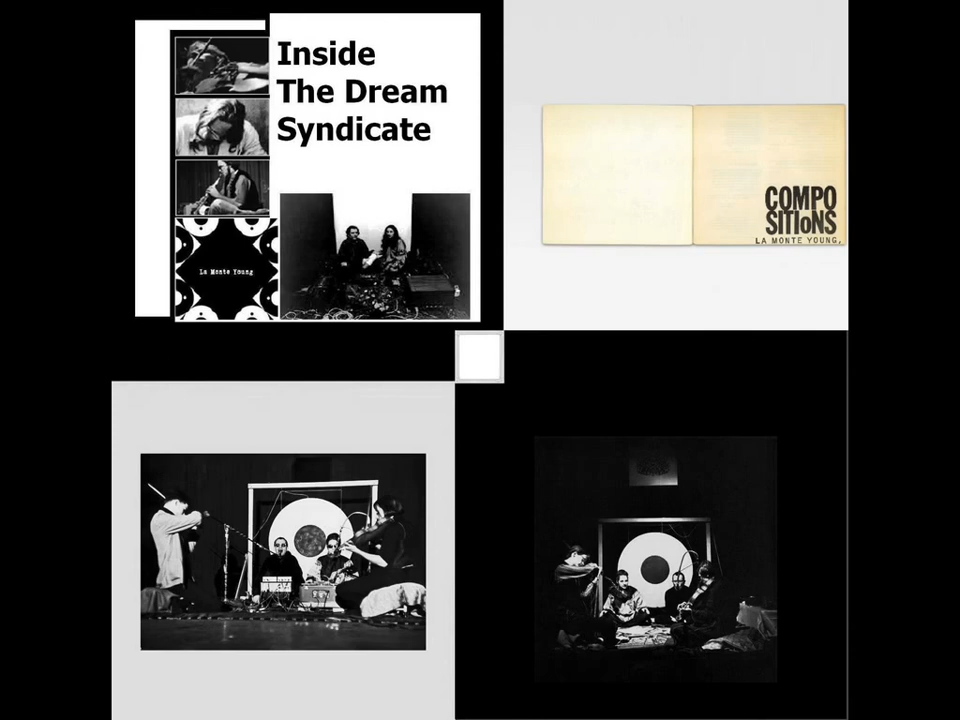 Inside
The Dream
Syndicate
La Monte Young
COMPO
SITIoNS
LA MONTE YOUNG,